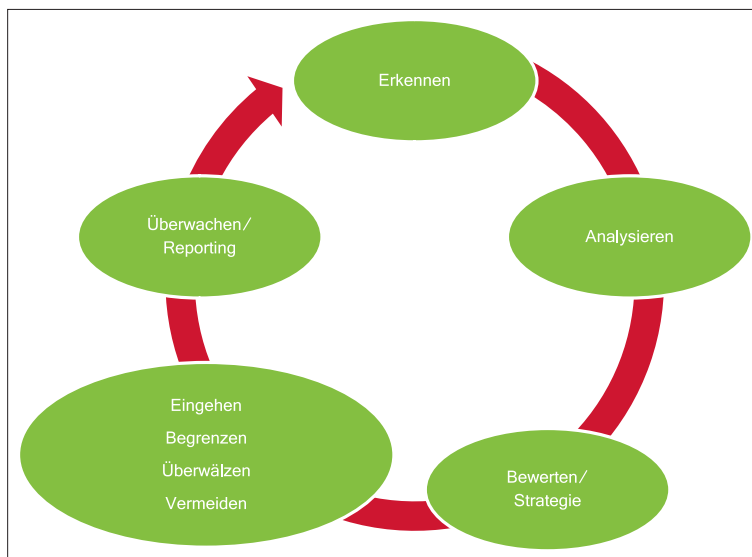 Erkennen
Analysieren
Bewerten/
Strategie
Eingehen
Begrenzen
Überwälzen
Vermeiden
Überwachen/
Reporting